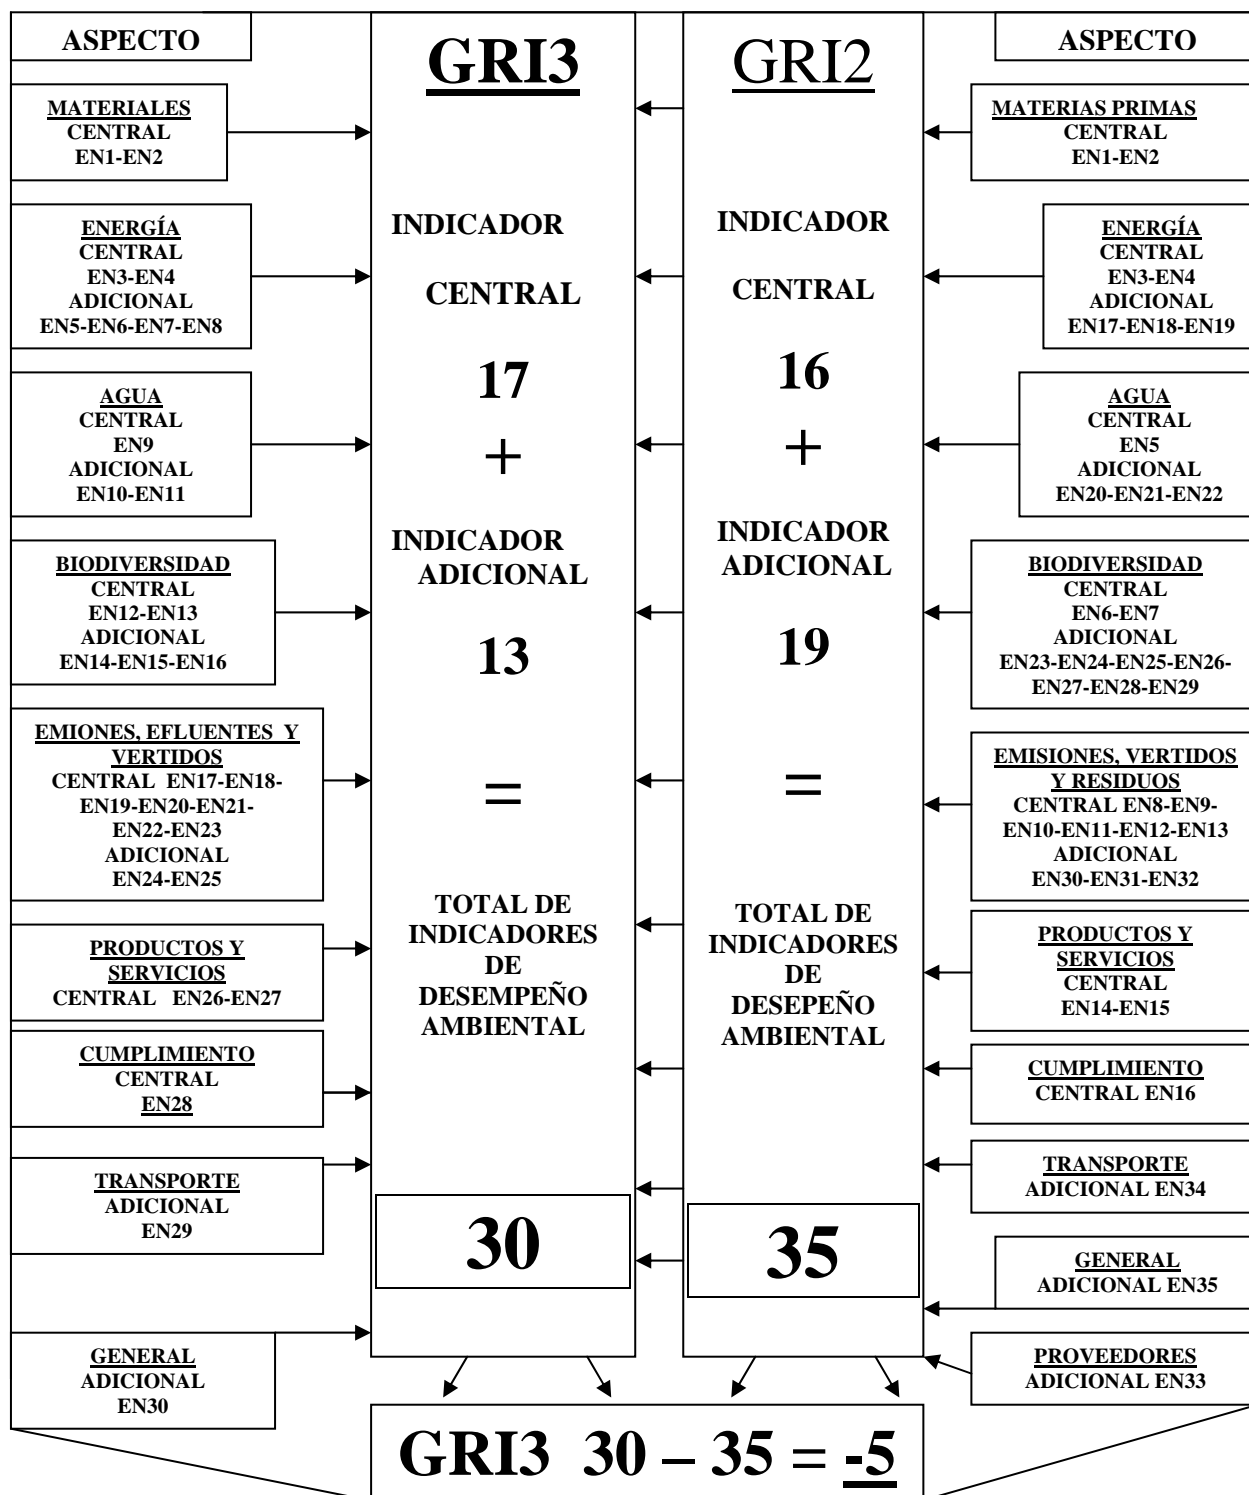 ASPECTO
MATERIALES
CENTRAL
EN1-EN2
ENERGÍA
CENTRAL
EN3-EN4
ADICIONAL
EN5-EN6-EN7-EN8
AGUA
CENTRAL
EN9
ADICIONAL
EN10-EN11
BIODIVERSIDAD
CENTRAL
EN12-EN13
ADICIONAL
EN14-EN15-EN16
EMIONES, EFLUENTES Y
VERTIDOS
CENTRAL EN17-EN18-
EN19-EN20-EN21-
EN22-EN23
ADICIONAL
EN24-EN25
PRODUCTOS Y
SERVICIOS
CENTRAL EN26-EN27
CUMPLIMIENTO
CENTRAL
EN28
TRANSPORTE
ADICIONAL
EN29
GENERAL
ADICIONAL
EN30
GRI3
INDICADOR
CENTRAL
17
+
INDICADOR
ADICIONAL
13
=
TOTAL DE
INDICADORES
DE
DESEMPEÑO
AMBIENTAL
30
GRI2
INDICADOR
CENTRAL
16
+
INDICADOR
ADICIONAL
19
=
TOTAL DE
INDICADORES
DE
DESEPEÑO
AMBIENTAL
35
ASPECTO
MATERIAS PRIMAS
CENTRAL
EN1-EN2
ENERGÍA
CENTRAL
EN3-EN4
ADICIONAL
EN17-EN18-EN19
AGUA
CENTRAL
EN5
ADICIONAL
EN20-EN21-EN22
BIODIVERSIDAD
CENTRAL
EN6-EN7
ADICIONAL
EN23-EN24-EN25-EN26-
EN27-EN28-EN29
EMISIONES, VERTIDOS
Y RESIDUOS
CENTRAL EN8-EN9-
EN10-EN11-EN12-EN13
ADICIONAL
EN30-EN31-EN32
PRODUCTOS Y
SERVICIOS
CENTRAL
EN14-EN15
CUMPLIMIENTO
CENTRAL EN16
TRANSPORTE
ADICIONAL EN34
GENERAL
ADICIONAL EN35
PROVEEDORES
ADICIONAL EN33
GRI3 30 – 35 = -5